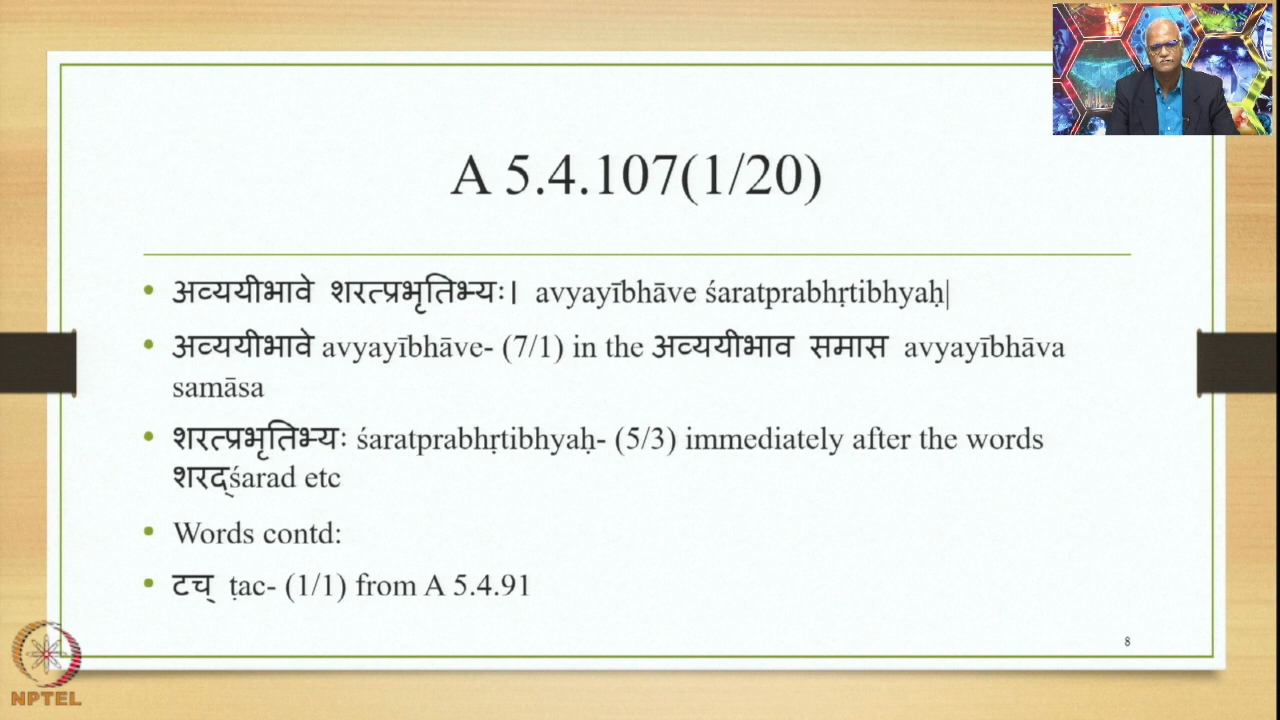 A 5.4.107(1/20)
अव्ययीभावे शरत्प्रभृतिभ्यः। avyayībhāve śaratprabhṛtibhyaḥ|
अव्ययीभावे avyayībhāve- (7/1) in the अव्ययीभाव समास avyayībhāva
samāsa
शरत्प्रभृतिभ्यः śaratprabhṛtibhyaḥ- (5/3) immediately after the words
शरद्śarad etc
Words contd:
टच् ṭac- (1/1) from A 5.4.91
8
NPTEL